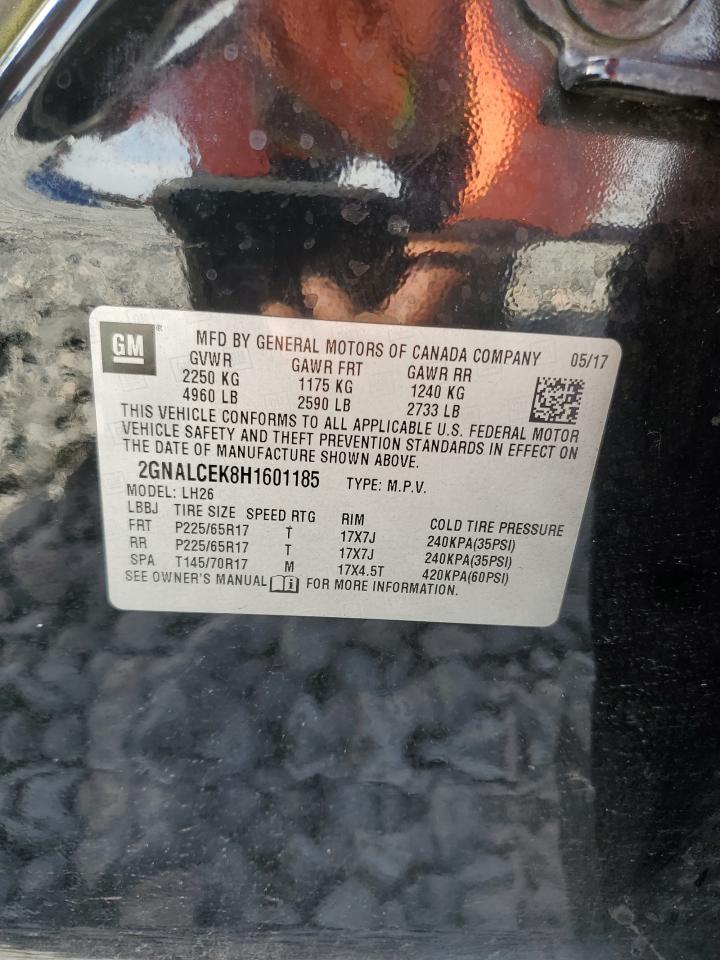 GM ®
MFD BY GENERAL MOTORS OF CANADA COMPANY 05/17
GVWR GAWR FRT GAWR RR
2250 KG 1175 KG 1240 KG
4960 LB 2590 LB 2733 LB
THIS VEHICLE CONFORMS TO ALL APPLICABLE U.S. FEDERAL MOTOR
VEHICLE SAFETY AND THEFT PREVENTION STANDARDS IN EFFECT ON
THE DATE OF MANUFACTURE SHOWN ABOVE.
2GNALCEK8H1601185 TYPE: M.P.V.
MODEL: LH26
LBBJ TIRE SIZE SPEED RTG RIM COLD TIRE PRESSURE
FRT P225/65R17 T 17X7J 240KPA(35PSI)
RR P225/65R17 T 17X7J 240KPA(35PSI)
SPA T145/70R17 M 17X4.5T 420KPA(60PSI)
SEE OWNER'S MANUAL FOR MORE INFORMATION.